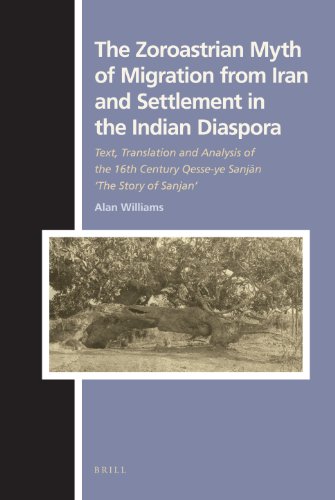 The Zoroastrian Myth
of Migration from Iran
and Settlement in
the Indian Diaspora
Text, Translation and Analysis of
the 16th Century Qesse-ye Sanjān
‘The Story of Sanjan’
Alan Williams
BRILL